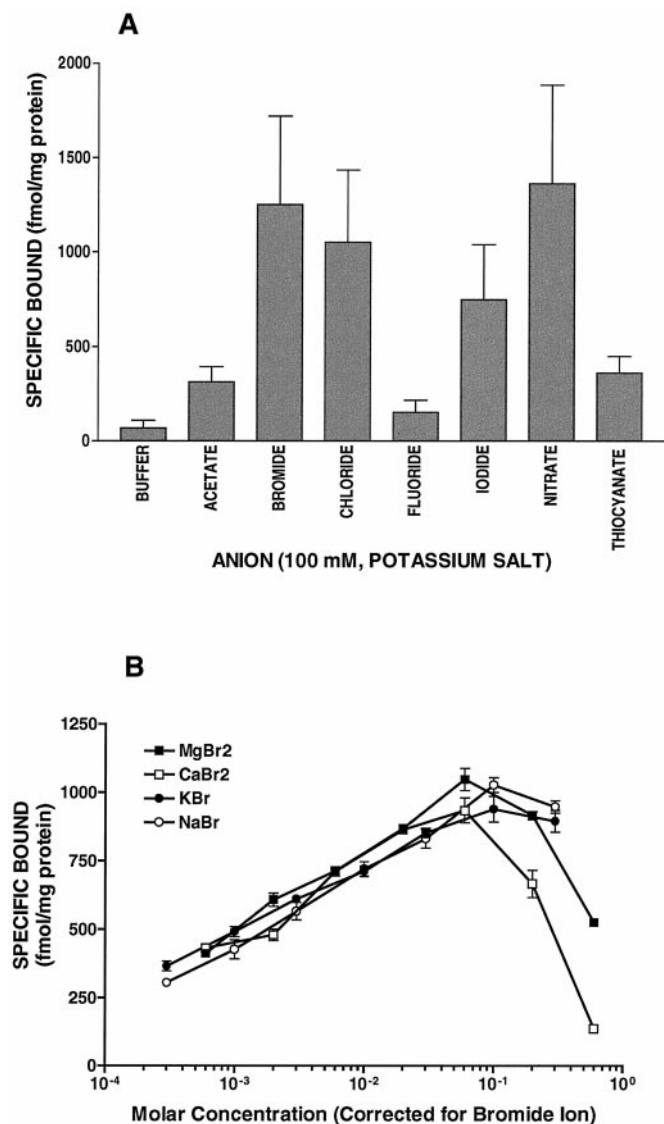 A
2000
1500
1000
500
0
SPECIFIC BOUND (fmol/mg protein)
BUFFER
ACETATE
BROMIDE
CHLORIDE
FLUORIDE
IODIDE
NITRATE
THIOCYANATE
ANION (100 mM, POTASSIUM SALT)
B
1250
1000
750
500
250
0
SPECIFIC BOUND
(fmol/mg protein)
MgBr2
CaBr2
KBr
NaBr
10-4
10-3
10-2
10-1
100
Molar Concentration (Corrected for Bromide Ion)